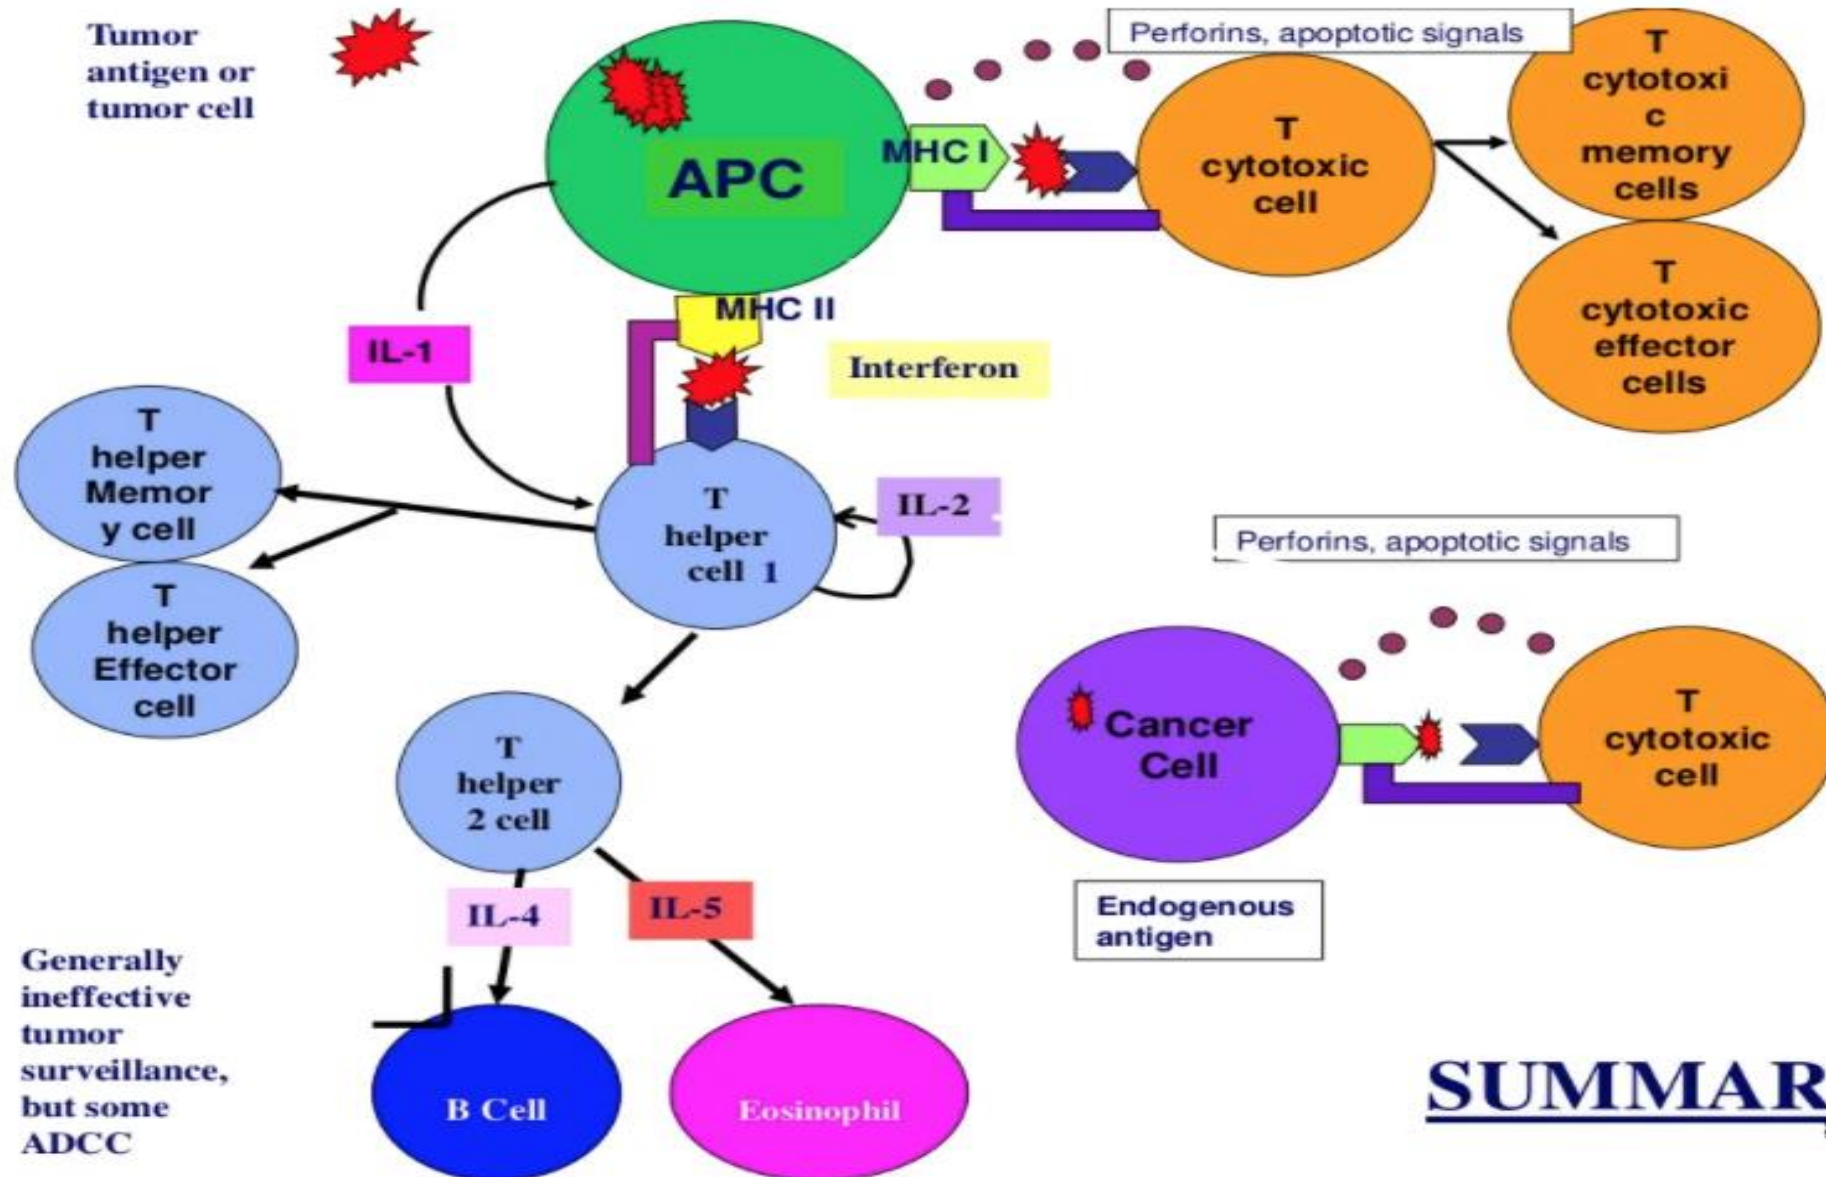 Tumor
antigen or
tumor cell
APC
MHC I
Perforins, apoptotic signals
T
cytotoxic
cell
T
cytotoxi
c
memory
cells
T
cytotoxic
effector
cells
MHC II
IL-1
Interferon
T
helper
Memor
y cell
T
helper
Effector
cell
T
helper
cell 1
IL-2
Perforins, apoptotic signals
T
helper
2 cell
Cancer
Cell
T
cytotoxic
cell
IL-4
IL-5
Endogenous
antigen
Generally
ineffective
tumor
surveillance,
but some
ADCC
B Cell
Eosinophil
SUMMAR